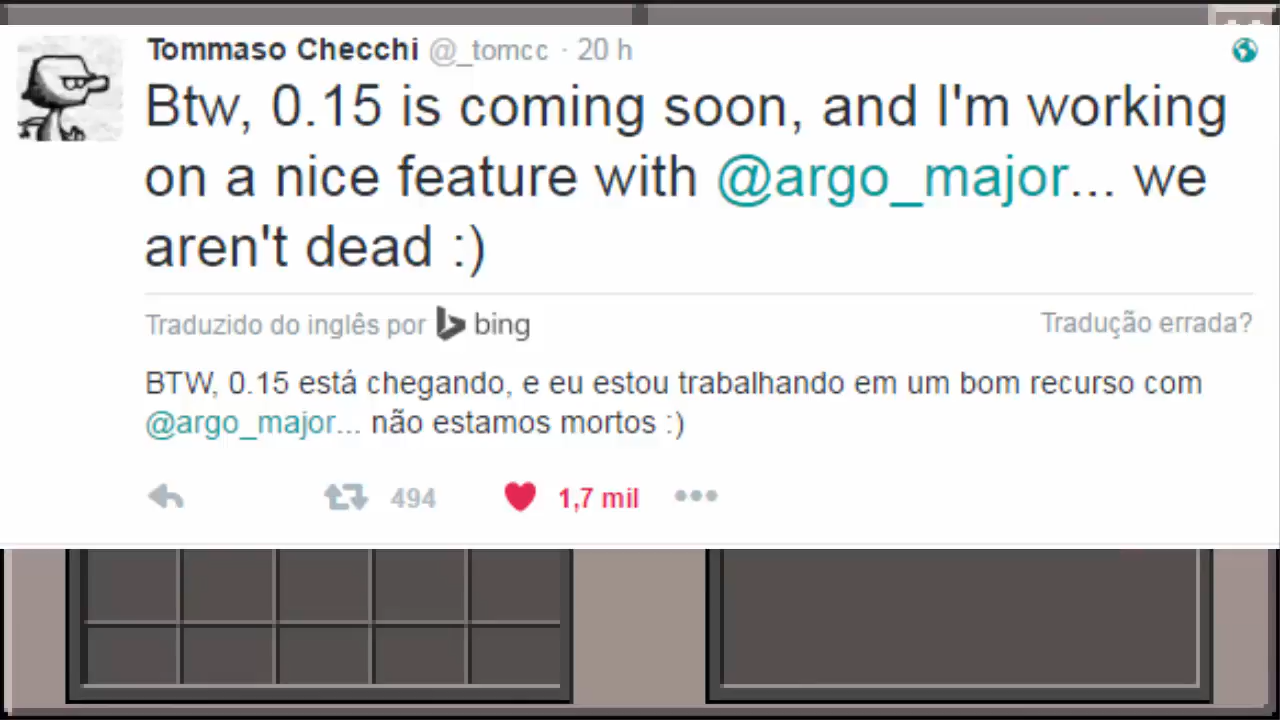 Tommaso Checchi @_tomcc · 20 h
Btw, 0.15 is coming soon, and I'm working
on a nice feature with @argo_major... we
aren't dead :)
Traduzido do inglês por bing
Tradução errada?
BTW, 0.15 está chegando, e eu estou trabalhando em um bom recurso com
@argo_major... não estamos mortos :)
494 1,7 mil